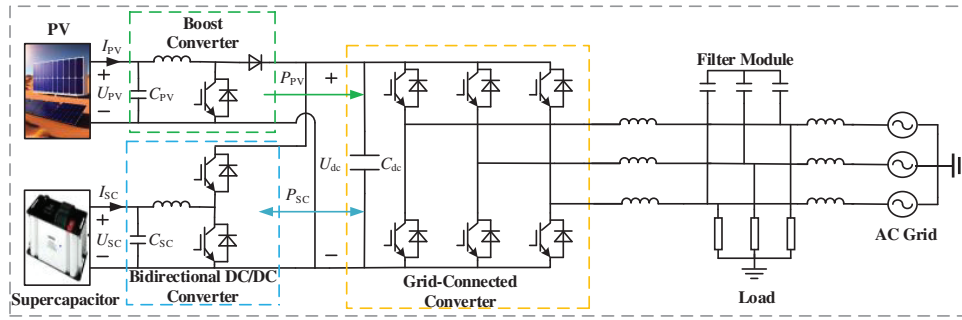 PV
Boost
Converter
I_PV
+
U_PV
−
C_PV
P_PV
+
U_dc
C_dc
−
Filter Module
AC Grid
Load
I_SC
+
U_SC
−
C_SC
P_SC
Supercapacitor
Bidirectional DC/DC
Converter
Grid-Connected
Converter